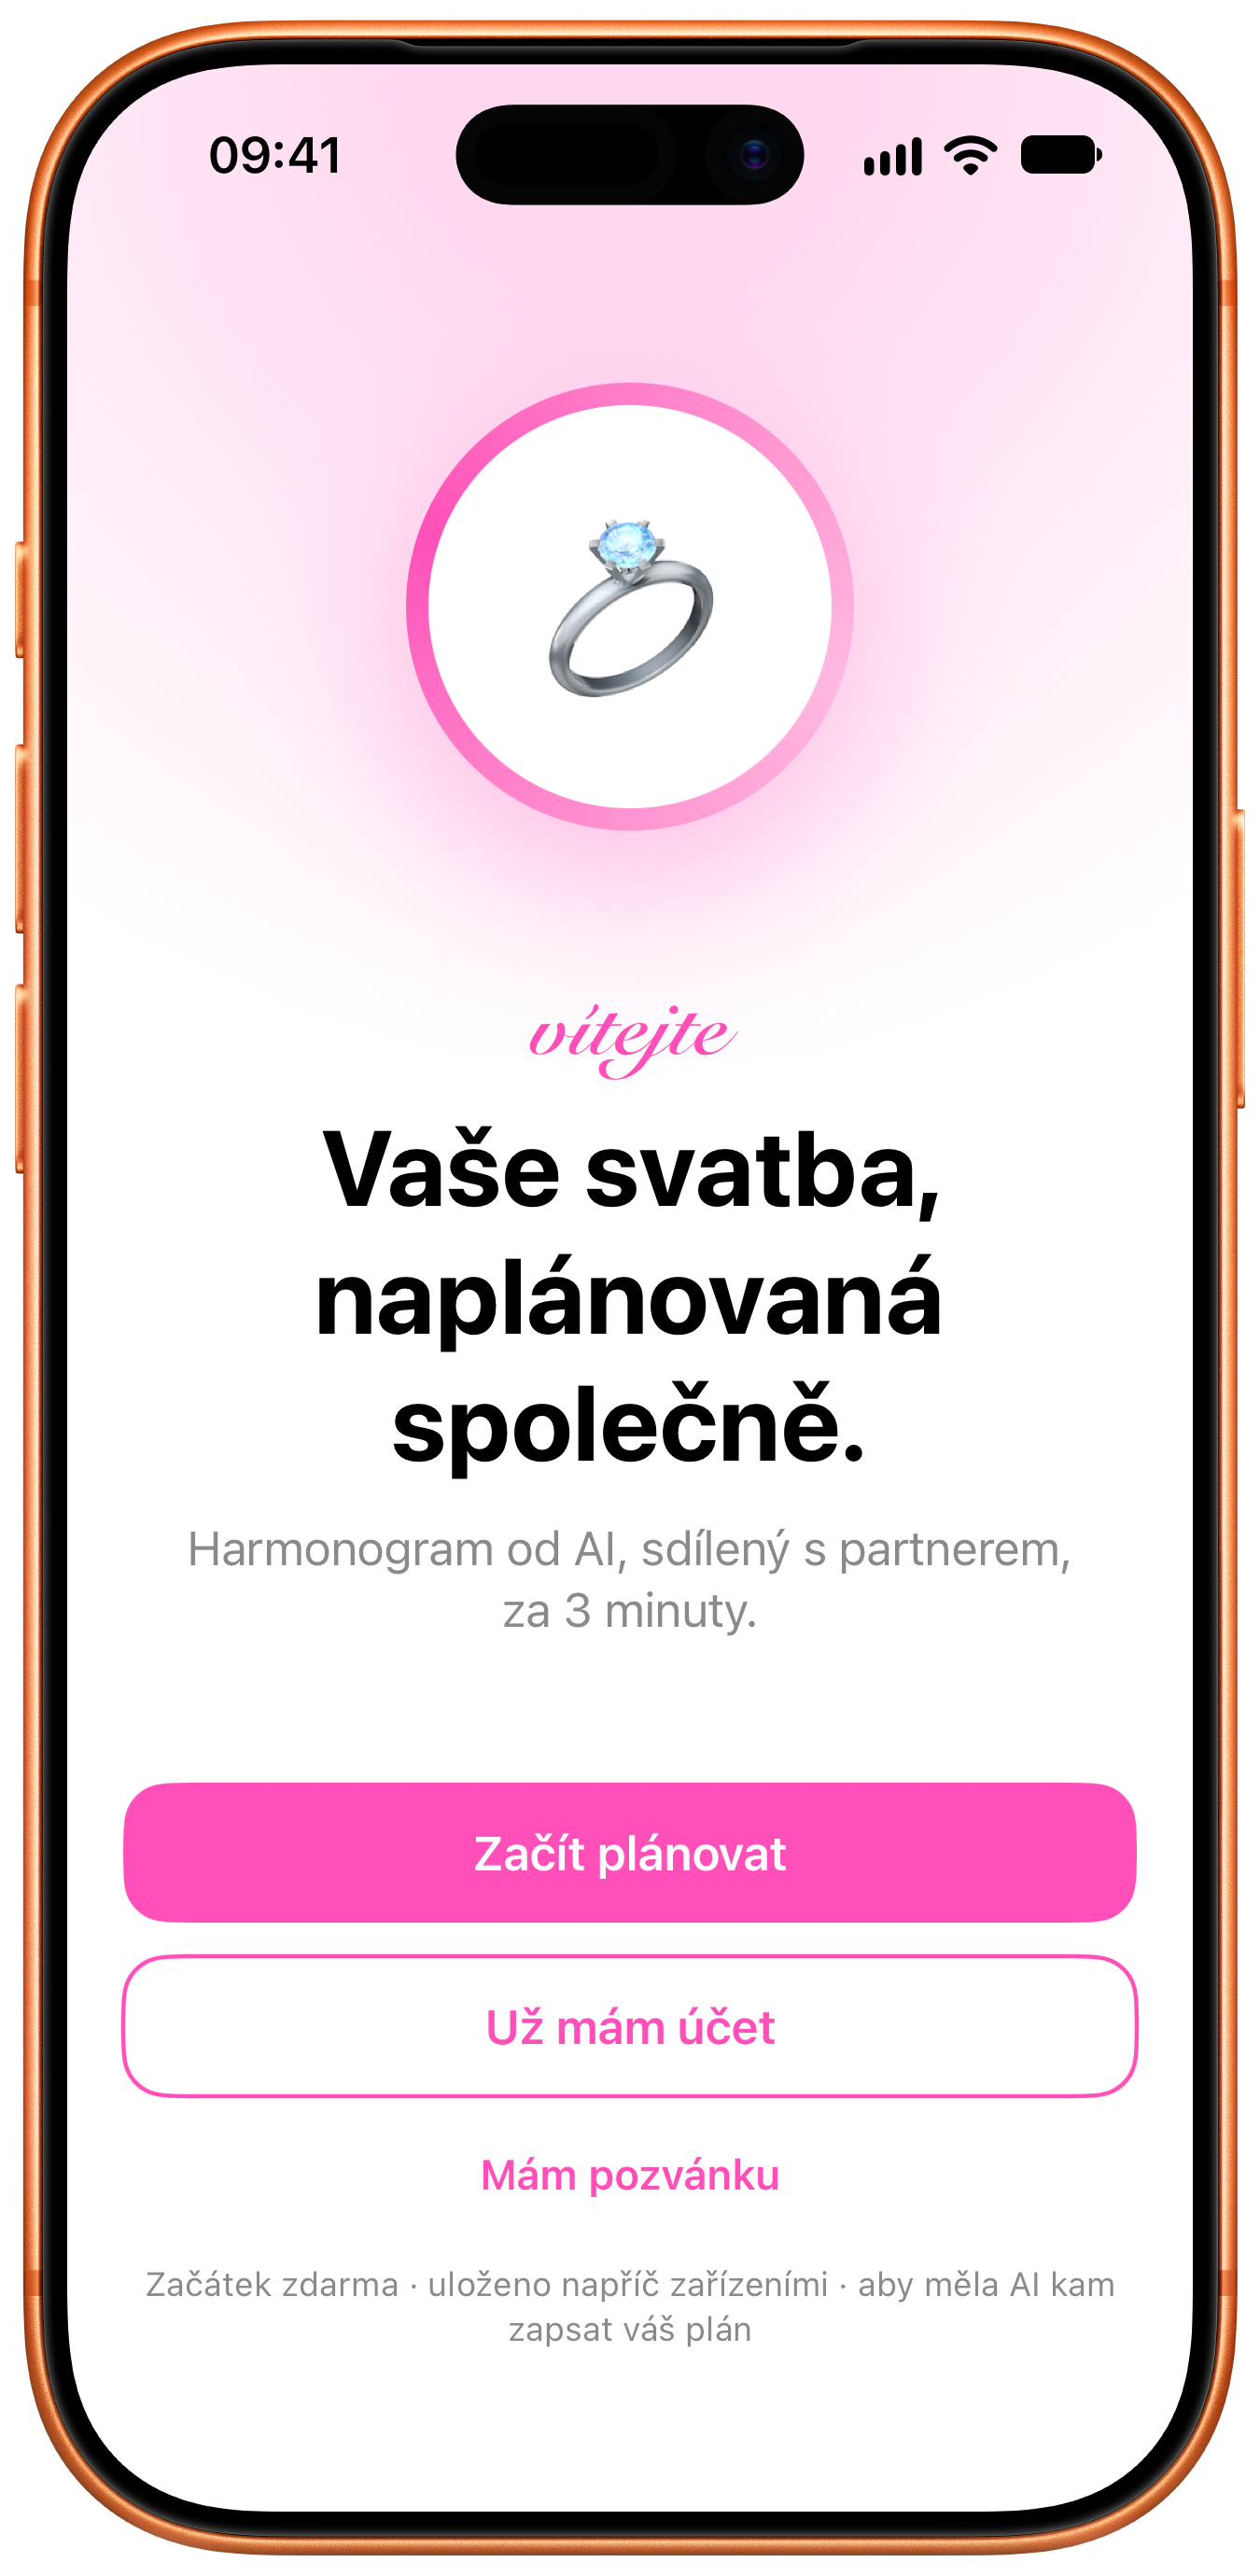 09:41
vítejte
Vaše svatba,
naplánovaná
společně.
Harmonogram od AI, sdílený s partnerem,
za 3 minuty.
Začít plánovat
Už mám účet
Mám pozvánku
Začátek zdarma · uloženo napříč zařízeními · aby měla AI kam
zapsat váš plán